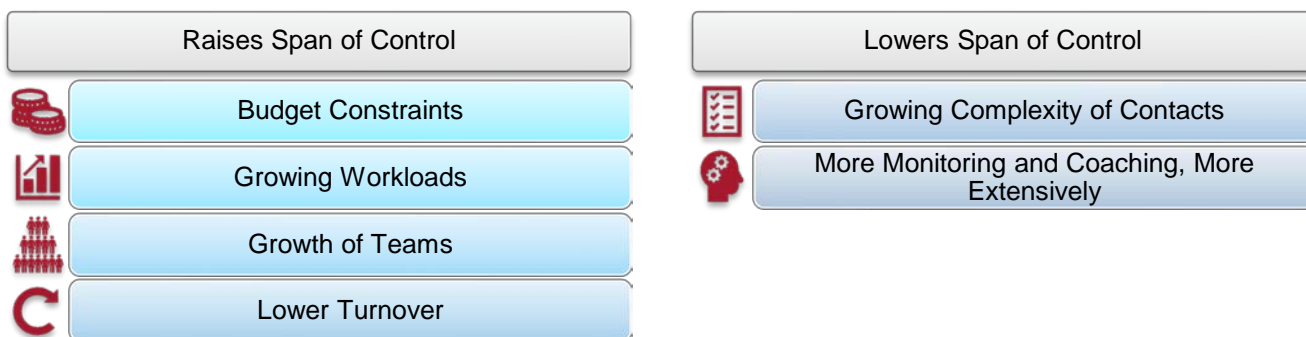 Raises Span of Control
Budget Constraints
Growing Workloads
Growth of Teams
Lower Turnover
Lowers Span of Control
Growing Complexity of Contacts
More Monitoring and Coaching, More
Extensively